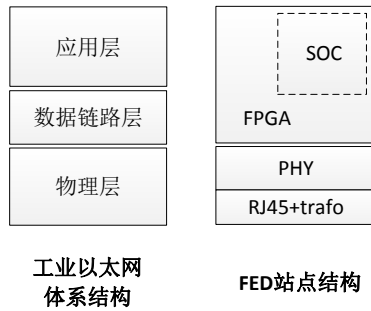 应用层
数据链路层
物理层
工业以太网
体系结构
SOC
FPGA
PHY
RJ45+trafo
FED站点结构